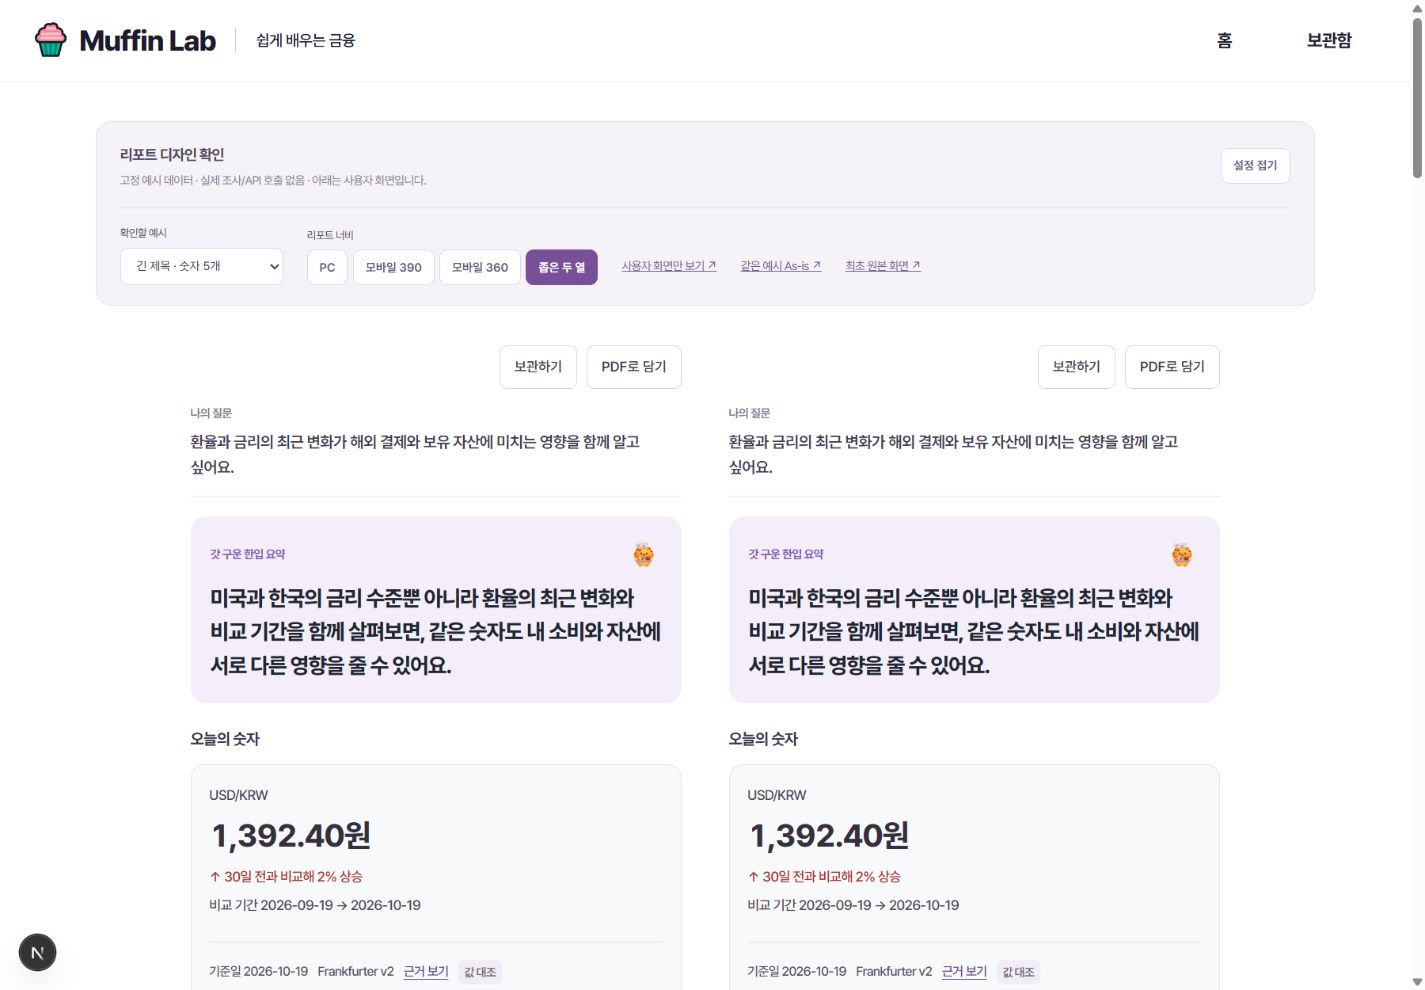 Muffin Lab
쉽게 배우는 금융
홈
보관함
리포트 디자인 확인
고정 예시 데이터 · 실제 조사/API 호출 없음 · 아래는 사용자 화면입니다.
설정 접기
확인할 예시
긴 제목 · 숫자 5개
리포트 너비
PC
모바일 390
모바일 360
좁은 두 열
사용자 화면만 보기 ↗
같은 예시 As-is ↗
최초 원본 화면 ↗
보관하기
PDF로 담기
나의 질문
환율과 금리의 최근 변화가 해외 결제와 보유 자산에 미치는 영향을 함께 알고
싶어요.
갓 구운 한입 요약
미국과 한국의 금리 수준뿐 아니라 환율의 최근 변화와
비교 기간을 함께 살펴보면, 같은 숫자도 내 소비와 자산에
서로 다른 영향을 줄 수 있어요.
오늘의 숫자
USD/KRW
1,392.40원
↑ 30일 전과 비교해 2% 상승
비교 기간 2026-09-19 → 2026-10-19
기준일 2026-10-19 Frankfurter v2 근거 보기 값 대조
보관하기
PDF로 담기
나의 질문
환율과 금리의 최근 변화가 해외 결제와 보유 자산에 미치는 영향을 함께 알고
싶어요.
갓 구운 한입 요약
미국과 한국의 금리 수준뿐 아니라 환율의 최근 변화와
비교 기간을 함께 살펴보면, 같은 숫자도 내 소비와 자산에
서로 다른 영향을 줄 수 있어요.
오늘의 숫자
USD/KRW
1,392.40원
↑ 30일 전과 비교해 2% 상승
비교 기간 2026-09-19 → 2026-10-19
기준일 2026-10-19 Frankfurter v2 근거 보기 값 대조
N